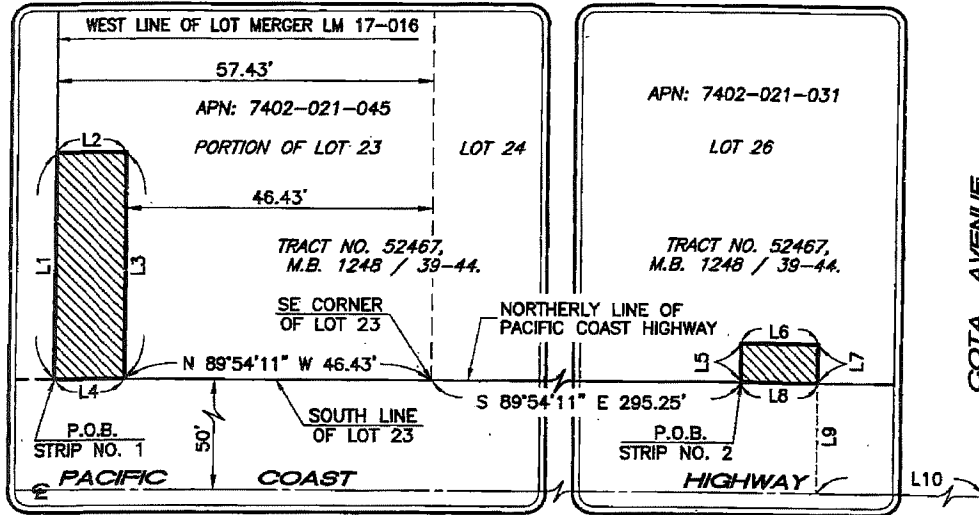 WEST LINE OF LOT MERGER LM 17-016
57.43'
APN: 7402-021-045
PORTION OF LOT 23
LOT 24
L2
46.43'
L1
L3
TRACT NO. 52467,
M.B. 1248 / 39-44.
SE CORNER
OF LOT 23
NORTHERLY LINE OF
PACIFIC COAST HIGHWAY
N 89°54'11" W 46.43'
L4
SOUTH LINE
OF LOT 23
50'
P.O.B.
STRIP NO. 1
APN: 7402-021-031
LOT 26
TRACT NO. 52467,
M.B. 1248 / 39-44.
L6
L5
L7
L8
S 89°54'11" E 295.25'
P.O.B.
STRIP NO. 2
L9
L10
PACIFIC COAST HIGHWAY
GOTA AVENUE